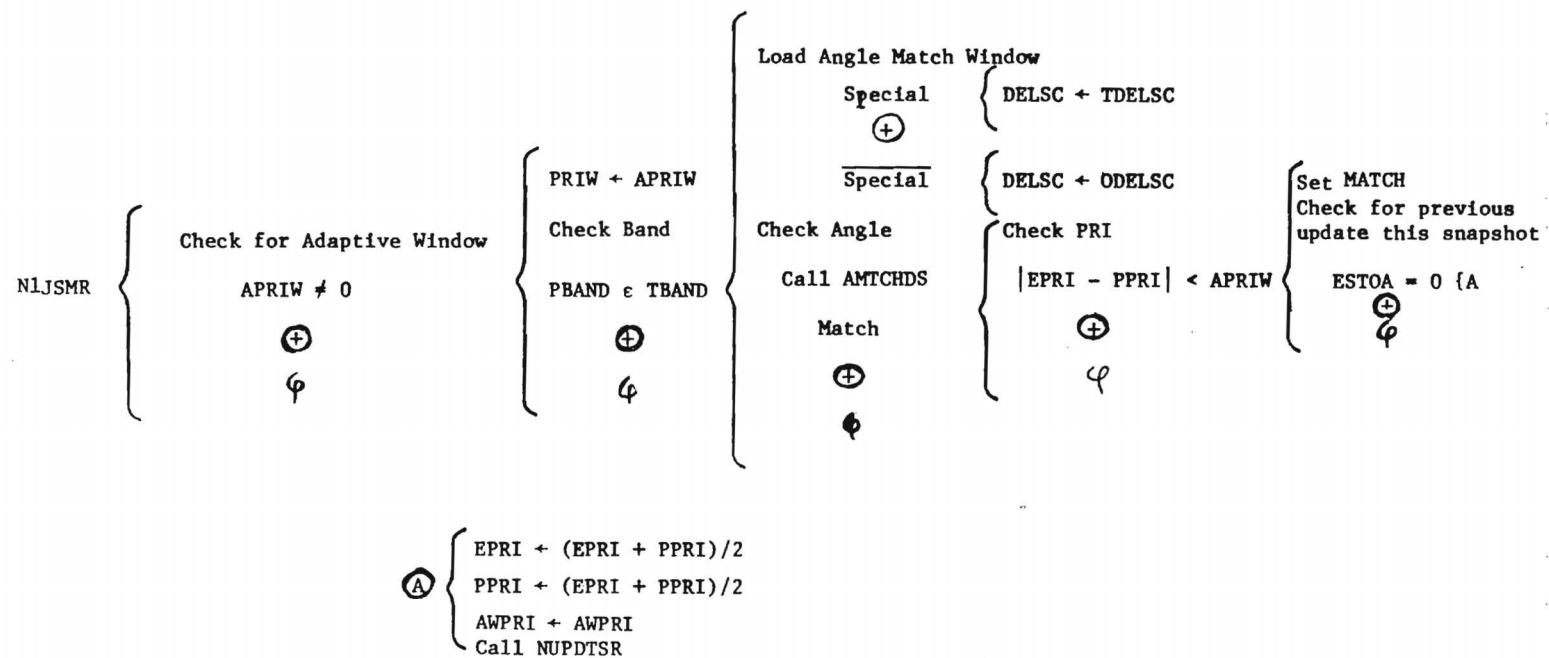 N1JSMR
Check for Adaptive Window
APRIW ≠ 0
⊕
φ
PRIW ← APRIW
Check Band
PBAND ε TBAND
⊕
φ
Load Angle Match Window
Special { DELSC ← TDELSC
⊕
S̅p̅e̅c̅i̅a̅l̅ { DELSC ← ODELSC
Check Angle
Call AMTCHDS
Match
⊕
φ
Check PRI
|EPRI - PPRI| < APRIW
⊕
φ
Set MATCH
Check for previous
update this snapshot
ESTOA = 0 {A
⊕
φ
Ⓐ
EPRI ← (EPRI + PPRI)/2
PPRI ← (EPRI + PPRI)/2
AWPRI ← AWPRI
Call NUPDTSR